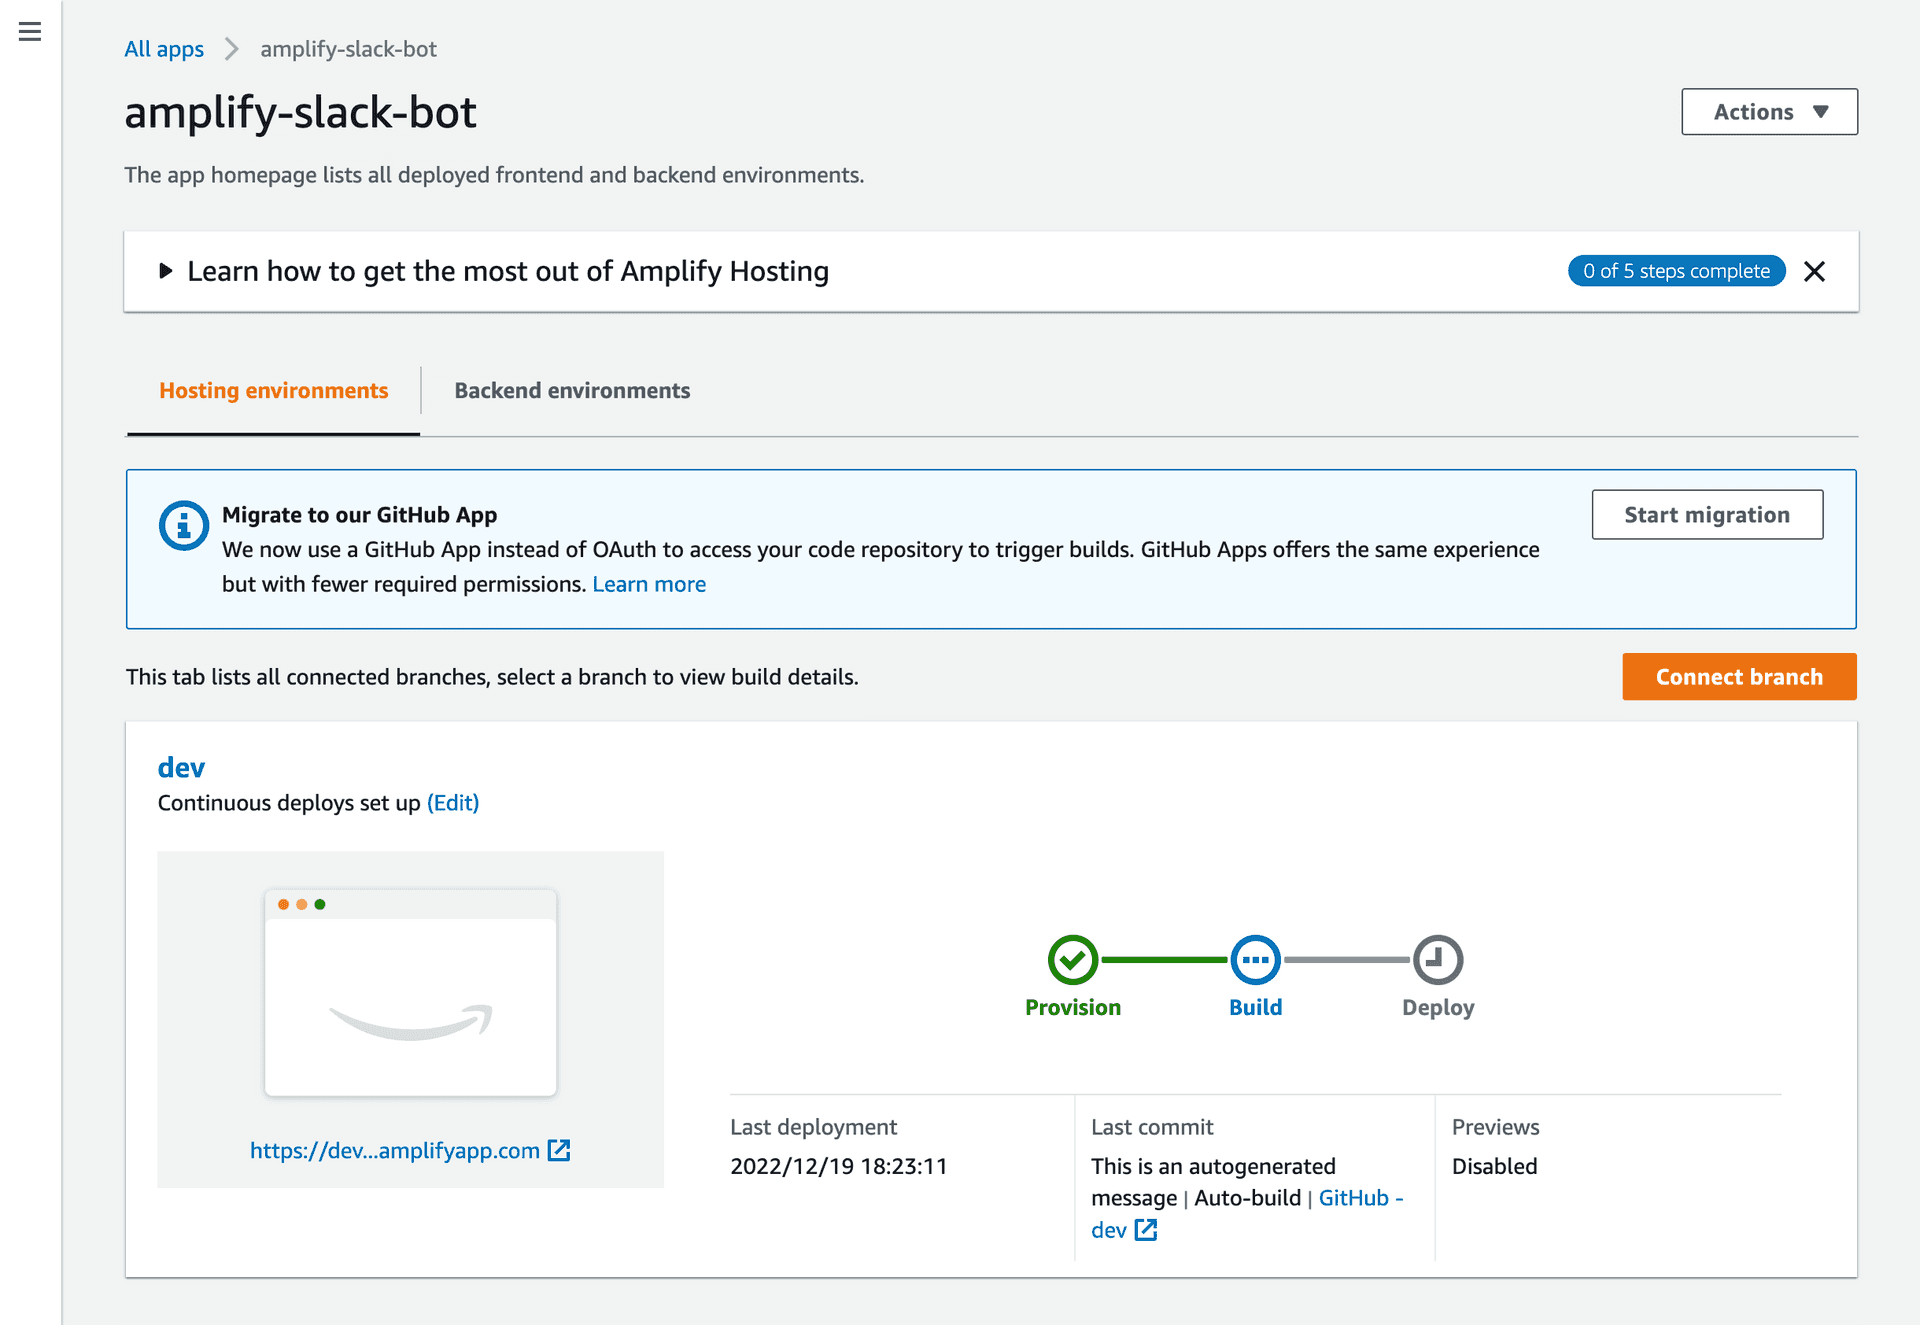 All apps
amplify-slack-bot
amplify-slack-bot
Actions
The app homepage lists all deployed frontend and backend environments.
Learn how to get the most out of Amplify Hosting
0 of 5 steps complete
Hosting environments
Backend environments
Migrate to our GitHub App
Start migration
We now use a GitHub App instead of OAuth to access your code repository to trigger builds. GitHub Apps offers the same experience
but with fewer required permissions. Learn more
This tab lists all connected branches, select a branch to view build details.
Connect branch
dev
Continuous deploys set up (Edit)
https://dev...amplifyapp.com
Provision
Build
Deploy
Last deployment
2022/12/19 18:23:11
Last commit
This is an autogenerated
message | Auto-build | GitHub -
dev
Previews
Disabled